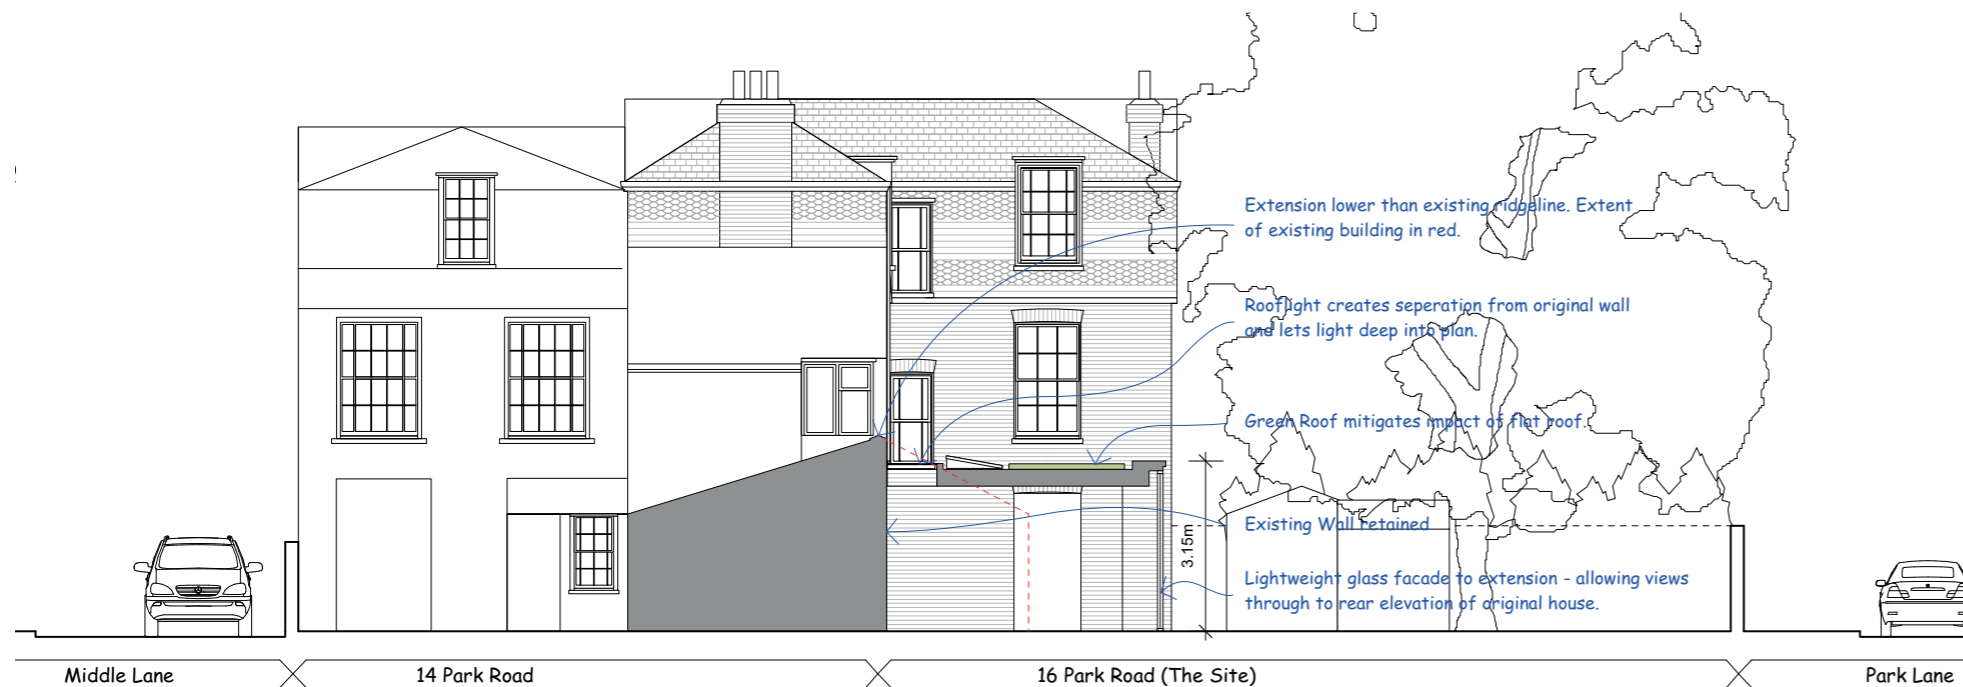 Extension lower than existing ridgeline. Extent
of existing building in red.
Rooflight creates seperation from original wall
and lets light deep into plan.
Green Roof mitigates impact of flat roof.
Existing Wall retained
3.15m
Lightweight glass facade to extension - allowing views
through to rear elevation of original house.
Middle Lane
14 Park Road
16 Park Road (The Site)
Park Lane